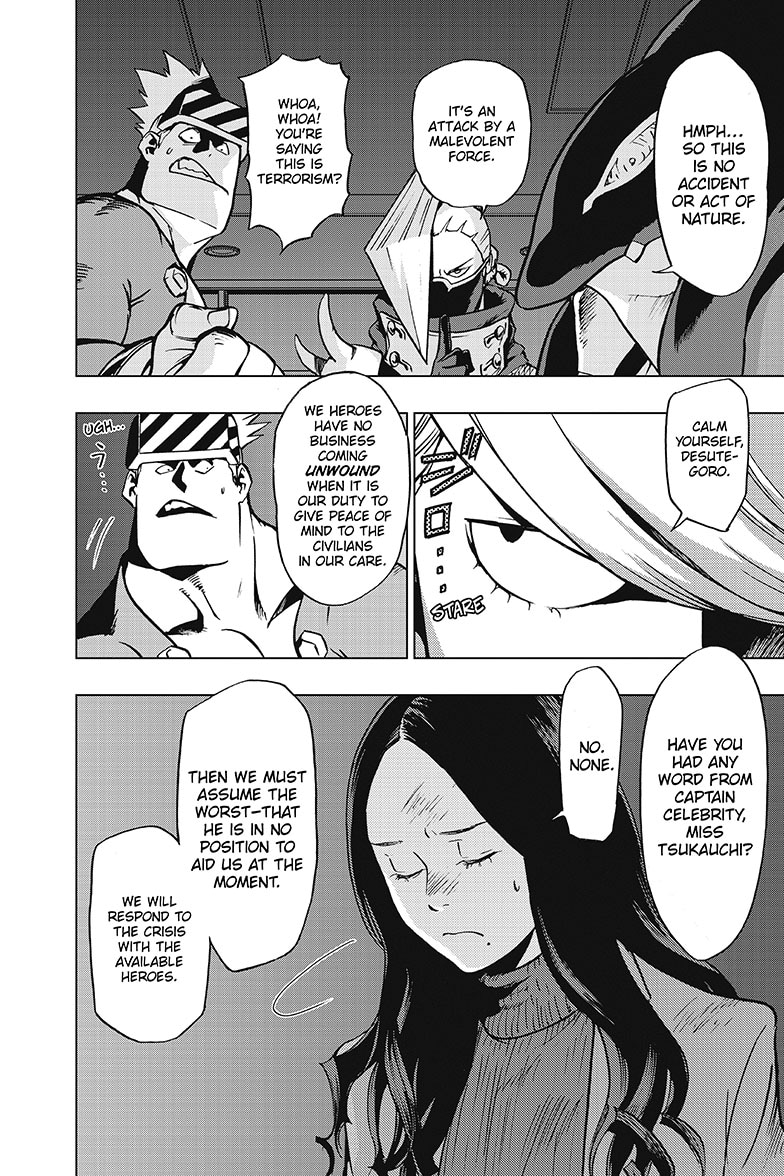 HMPH...
SO THIS
IS NO
ACCIDENT
OR ACT OF
NATURE.
IT'S AN
ATTACK BY A
MALEVOLENT
FORCE.
WHOA,
WHOA!
YOU'RE
SAYING
THIS IS
TERRORISM?
CALM
YOURSELF,
DESUTE-
GORO.
STARE
WE HEROES
HAVE NO
BUSINESS
COMING
UNWOUND
WHEN IT IS
OUR DUTY TO
GIVE PEACE OF
MIND TO THE
CIVILIANS
IN OUR CARE.
UGH...
う...
HAVE YOU
HAD ANY
WORD FROM
CAPTAIN
CELEBRITY,
MISS
TSUKAUCHI?
NO.
NONE.
THEN WE MUST
ASSUME THE
WORST–THAT
HE IS IN NO
POSITION TO
AID US AT THE
MOMENT.
WE WILL
RESPOND TO
THE CRISIS
WITH THE
AVAILABLE
HEROES.